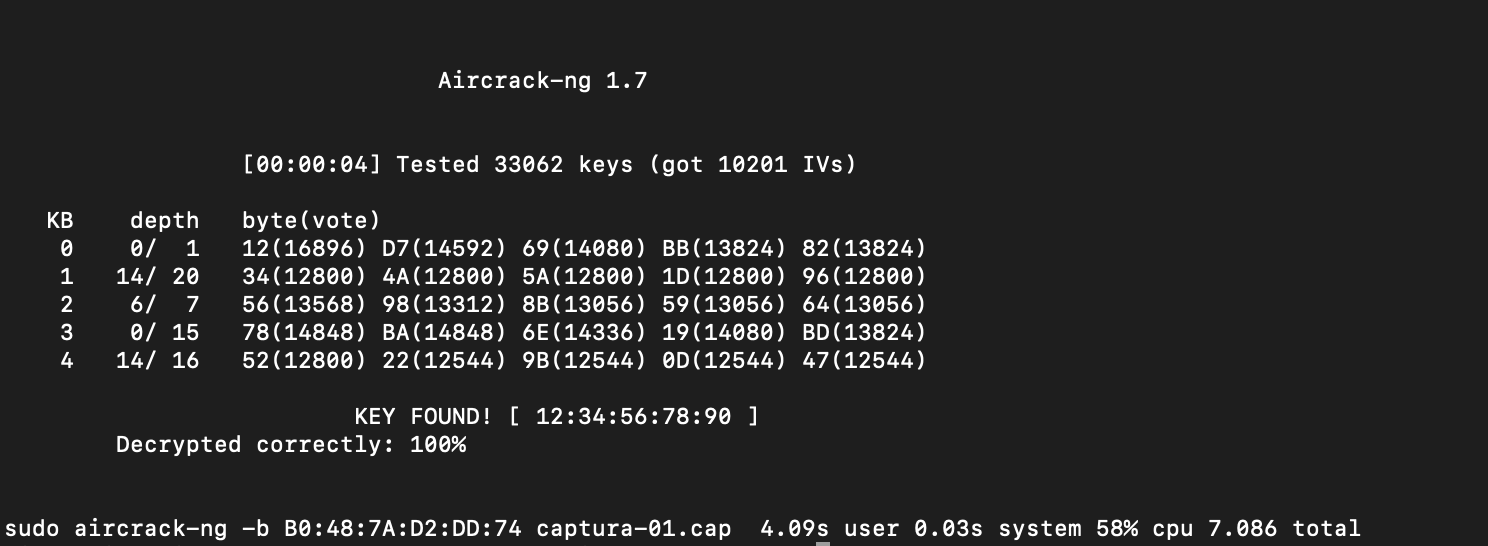 Aircrack-ng 1.7
[00:00:04] Tested 33062 keys (got 10201 IVs)
KB depth byte(vote)
0 0/ 1 12(16896) D7(14592) 69(14080) BB(13824) 82(13824)
1 14/ 20 34(12800) 4A(12800) 5A(12800) 1D(12800) 96(12800)
2 6/ 7 56(13568) 98(13312) 8B(13056) 59(13056) 64(13056)
3 0/ 15 78(14848) BA(14848) 6E(14336) 19(14080) BD(13824)
4 14/ 16 52(12800) 22(12544) 9B(12544) 0D(12544) 47(12544)
KEY FOUND! [ 12:34:56:78:90 ]
Decrypted correctly: 100%
sudo aircrack-ng -b B0:48:7A:D2:DD:74 captura-01.cap 4.09s user 0.03s system 58% cpu 7.086 total